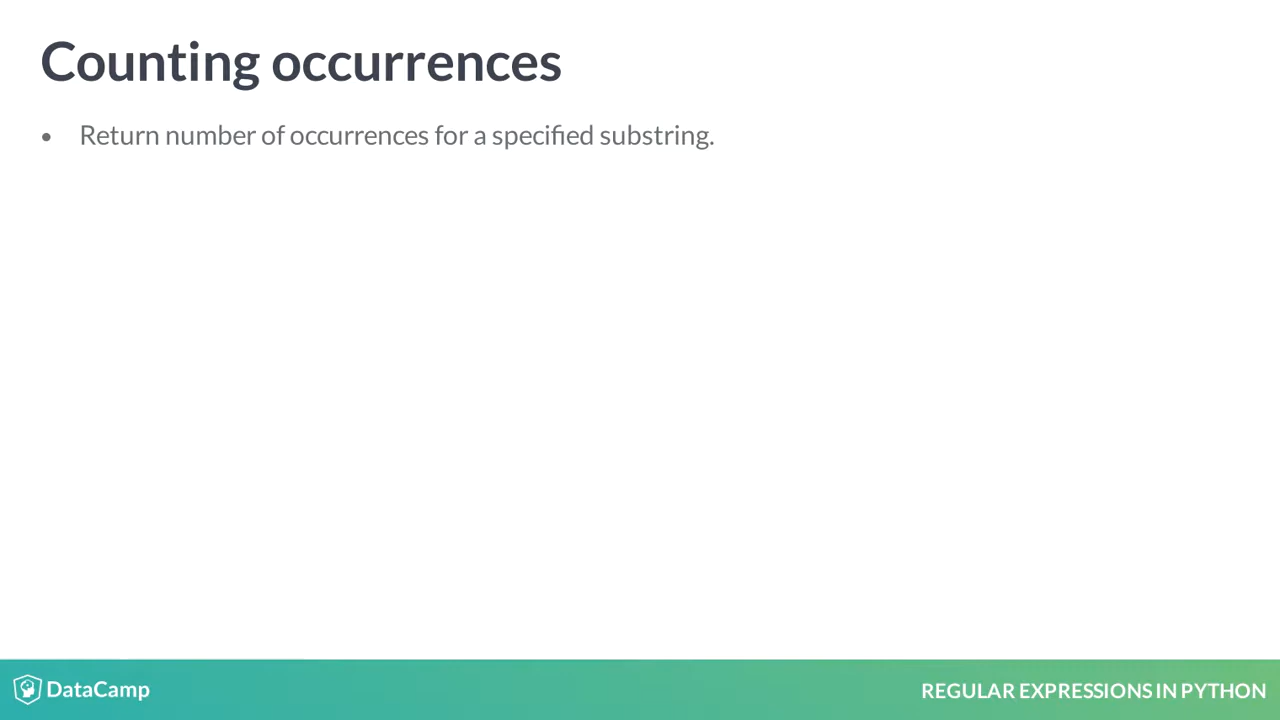 Counting occurrences
• Return number of occurrences for a specified substring.
DataCamp
REGULAR EXPRESSIONS IN PYTHON